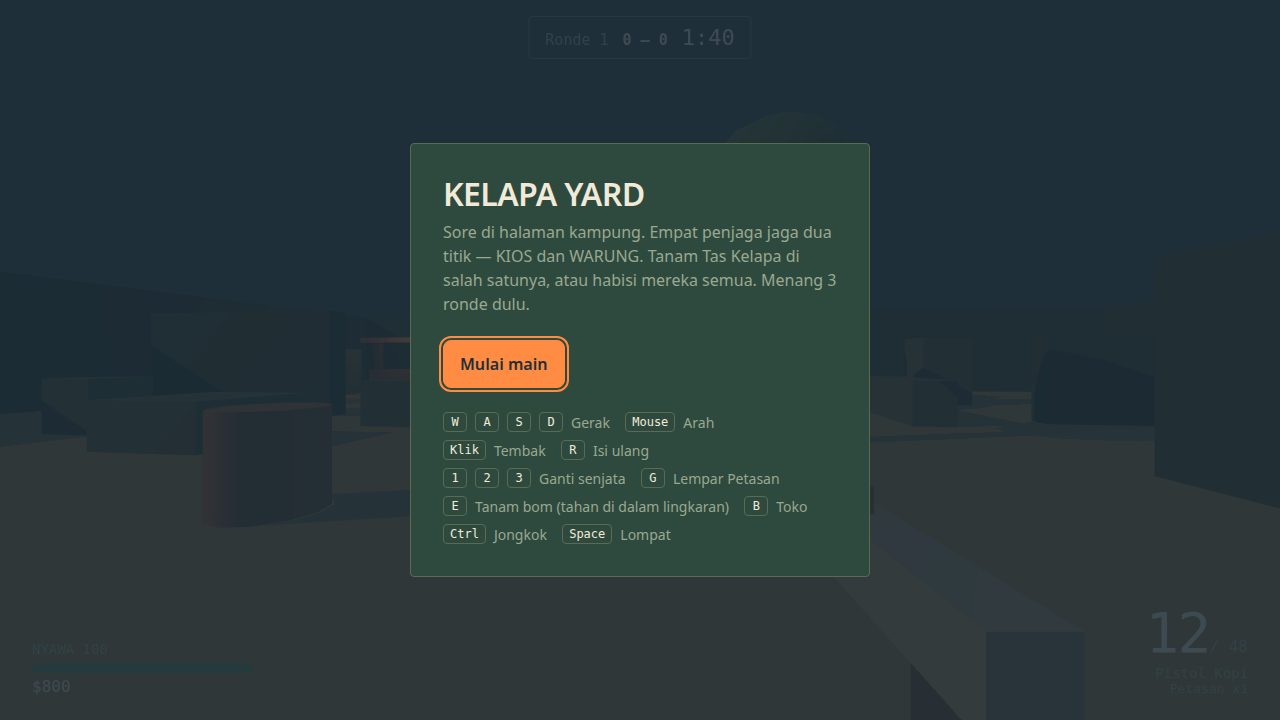 Ronde 1 0 — 0 1:40
KELAPA YARD
Sore di halaman kampung. Empat penjaga jaga dua
titik — KIOS dan WARUNG. Tanam Tas Kelapa di
salah satunya, atau habisi mereka semua. Menang 3
ronde dulu.
Mulai main
W A S D Gerak Mouse Arah
Klik Tembak R Isi ulang
1 2 3 Ganti senjata G Lempar Petasan
E Tanam bom (tahan di dalam lingkaran) B Toko
Ctrl Jongkok Space Lompat
NYAWA 100
$800
12 / 48
Pistol Kopi
Petasan x1